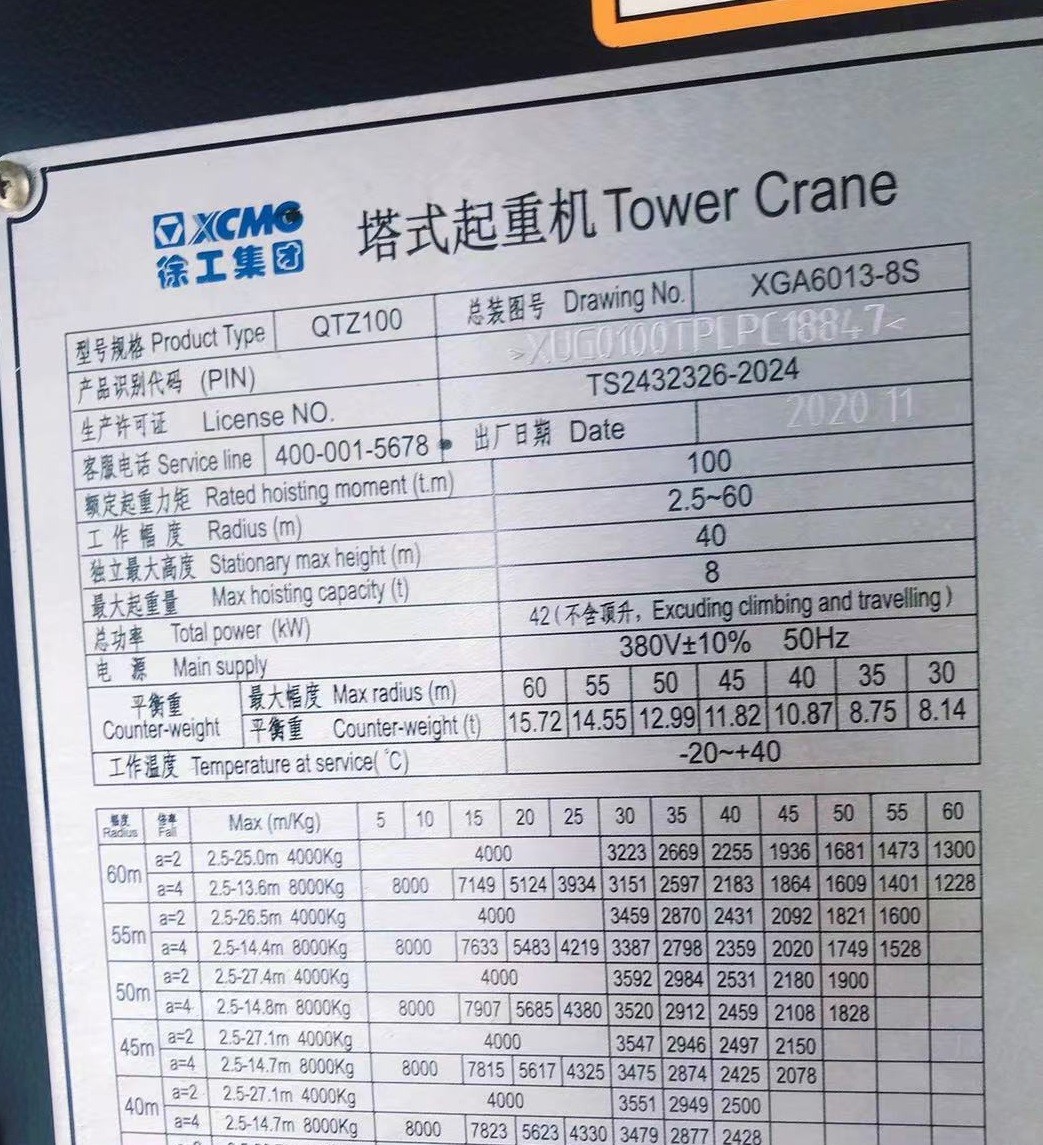 XCMG
徐工集团
塔式起重机 Tower Crane
型号规格 Product Type QTZ100 总装图号 Drawing No. XGA6013-8S
产品识别代码 (PIN) >XUG0100TPLPC18847<
生产许可证 License NO. TS2432326-2024
客服电话 Service line 400-001-5678 出厂日期 Date 2020 11
额定起重力矩 Rated hoisting moment (t.m) 100
工作幅度 Radius (m) 2.5~60
独立最大高度 Stationary max height (m) 40
最大起重量 Max hoisting capacity (t) 8
总功率 Total power (kW) 42 (不含顶升, Excuding climbing and travelling)
电源 Main supply 380V±10% 50Hz
平衡重 Counter-weight 最大幅度 Max radius (m) 60 55 50 45 40 35 30
平衡重 Counter-weight (t) 15.72 14.55 12.99 11.82 10.87 8.75 8.14
工作温度 Temperature at service(℃) -20~+40
幅度 Radius 倍率 Fall Max (m/Kg) 5 10 15 20 25 30 35 40 45 50 55 60
60m a=2 2.5-25.0m 4000Kg 4000 3223 2669 2255 1936 1681 1473 1300
a=4 2.5-13.6m 8000Kg 8000 7149 5124 3934 3151 2597 2183 1864 1609 1401 1228
55m a=2 2.5-26.5m 4000Kg 4000 3459 2870 2431 2092 1821 1600
a=4 2.5-14.4m 8000Kg 8000 7633 5483 4219 3387 2798 2359 2020 1749 1528
50m a=2 2.5-27.4m 4000Kg 4000 3592 2984 2531 2180 1900
a=4 2.5-14.8m 8000Kg 8000 7907 5685 4380 3520 2912 2459 2108 1828
45m a=2 2.5-27.1m 4000Kg 4000 3547 2946 2497 2150
a=4 2.5-14.7m 8000Kg 8000 7815 5617 4325 3475 2874 2425 2078
40m a=2 2.5-27.1m 4000Kg 4000 3551 2949 2500
a=4 2.5-14.7m 8000Kg 8000 7823 5623 4330 3479 2877 2428